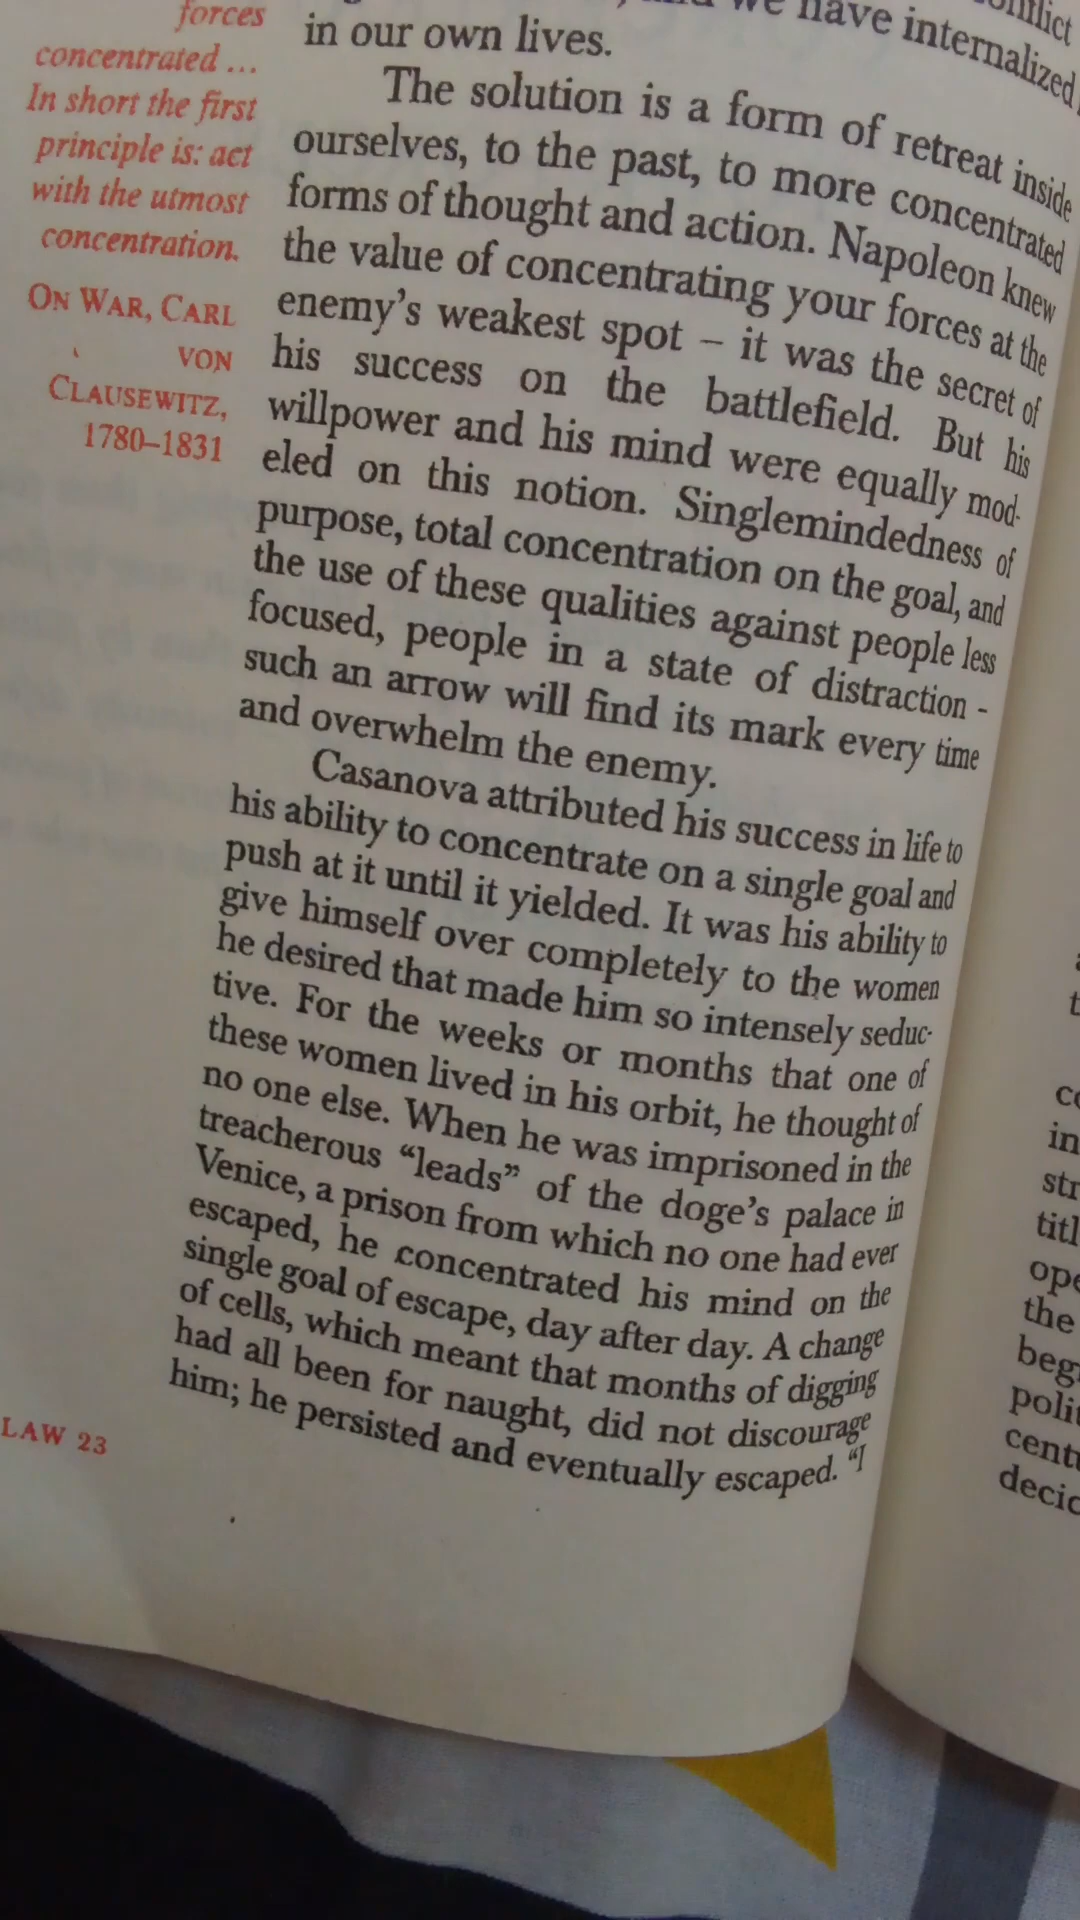 forces
concentrated ...
In short the first
principle is: act
with the utmost
concentration.
ON WAR, CARL
VON
CLAUSEWITZ,
1780–1831
have internalized
in our own lives.
The solution is a form of retreat inside
ourselves, to the past, to more concentrated
forms of thought and action. Napoleon knew
the value of concentrating your forces at the
enemy's weakest spot – it was the secret of
his success on the battlefield. But his
willpower and his mind were equally mod-
eled on this notion. Singlemindedness of
purpose, total concentration on the goal, and
the use of these qualities against people less
focused, people in a state of distraction -
such an arrow will find its mark every time
and overwhelm the enemy.
Casanova attributed his success in life to
his ability to concentrate on a single goal and
push at it until it yielded. It was his ability to
give himself over completely to the women
he desired that made him so intensely seduc-
tive. For the weeks or months that one of
these women lived in his orbit, he thought of
no one else. When he was imprisoned in the
treacherous “leads” of the doge's palace in
Venice, a prison from which no one had ever
escaped, he concentrated his mind on the
single goal of escape, day after day. A change
of cells, which meant that months of digging
had all been for naught, did not discourage
him; he persisted and eventually escaped. “I
LAW 23
in
str
titl
ope
the
beg
polit
centu
decid